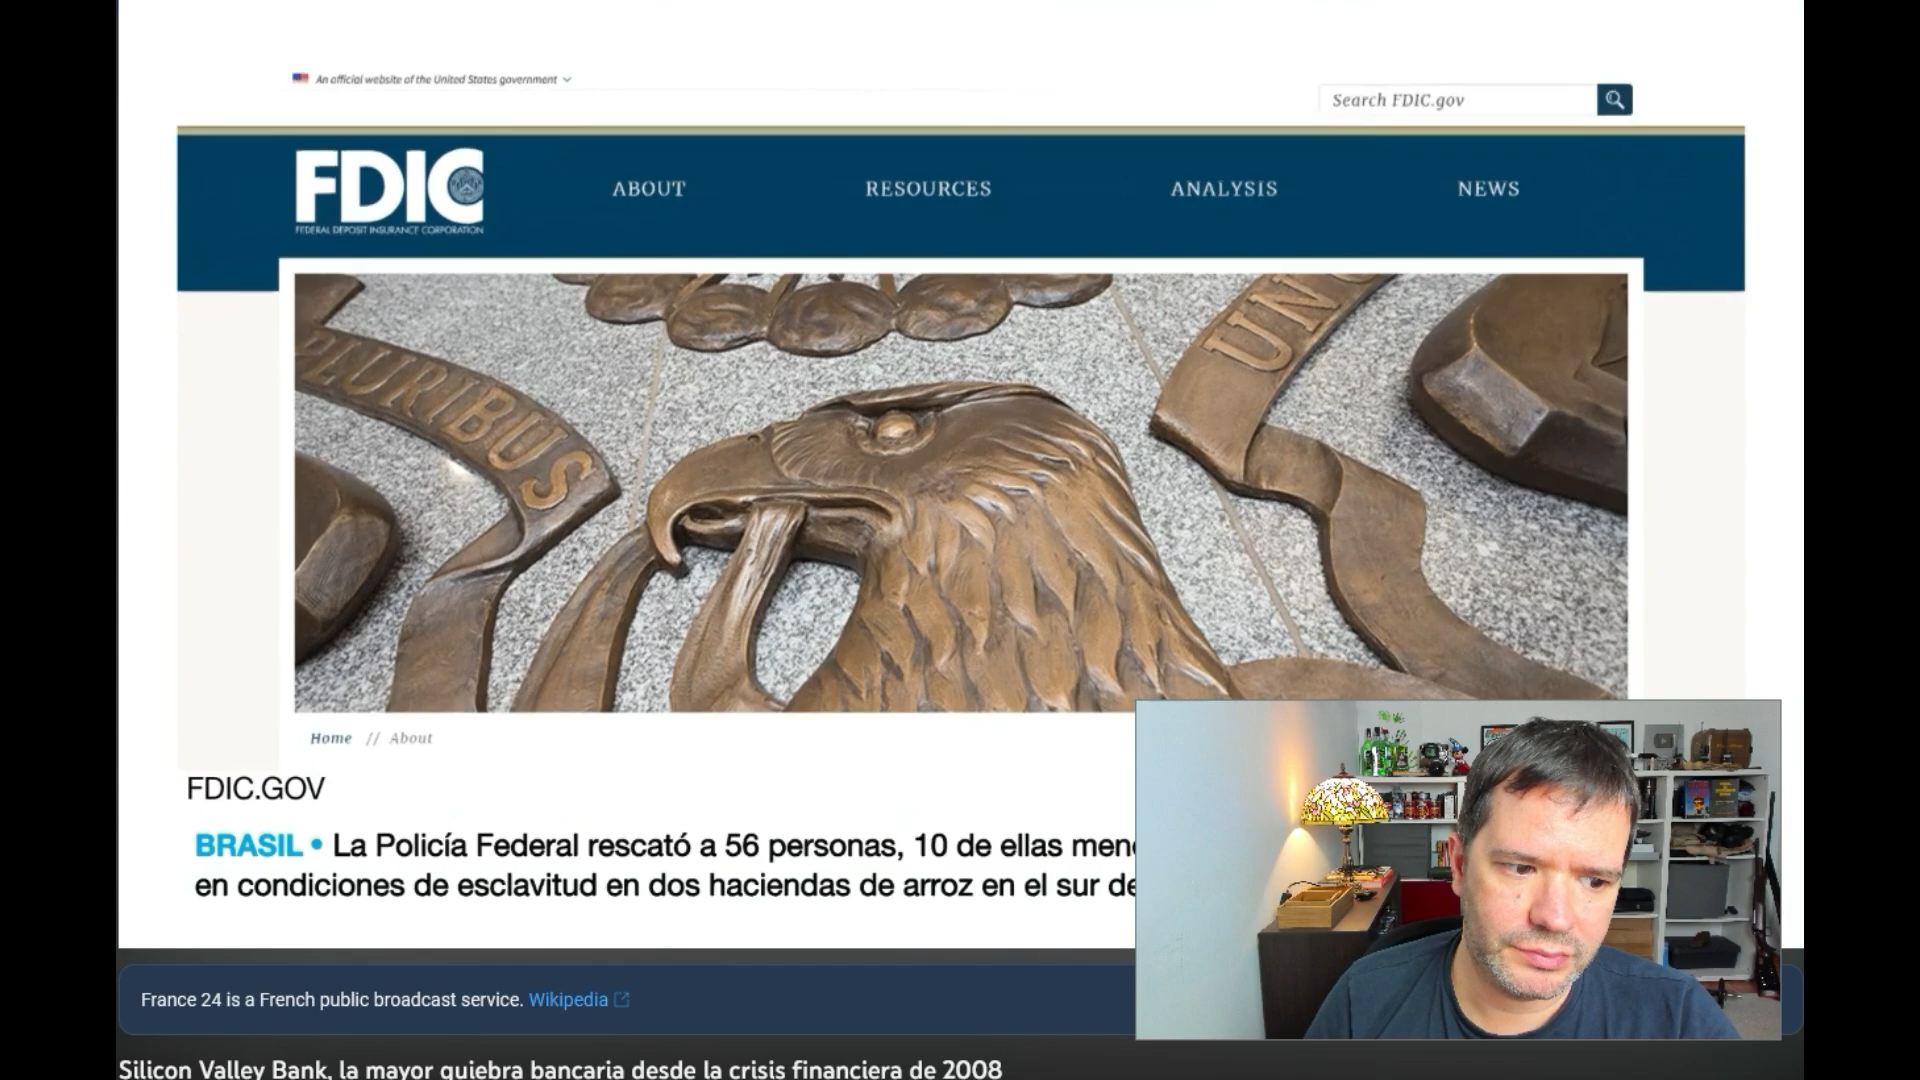 An official website of the United States government
Search FDIC.gov
FDIC
FEDERAL DEPOSIT INSURANCE CORPORATION
ABOUT
RESOURCES
ANALYSIS
NEWS
PLURIBUS
UNU
Home // About
FDIC.GOV
BRASIL • La Policía Federal rescató a 56 personas, 10 de ellas
en condiciones de esclavitud en dos haciendas de arroz en el sur
France 24 is a French public broadcast service. Wikipedia
Silicon Valley Bank, la mayor quiebra bancaria desde la crisis financiera de 2008